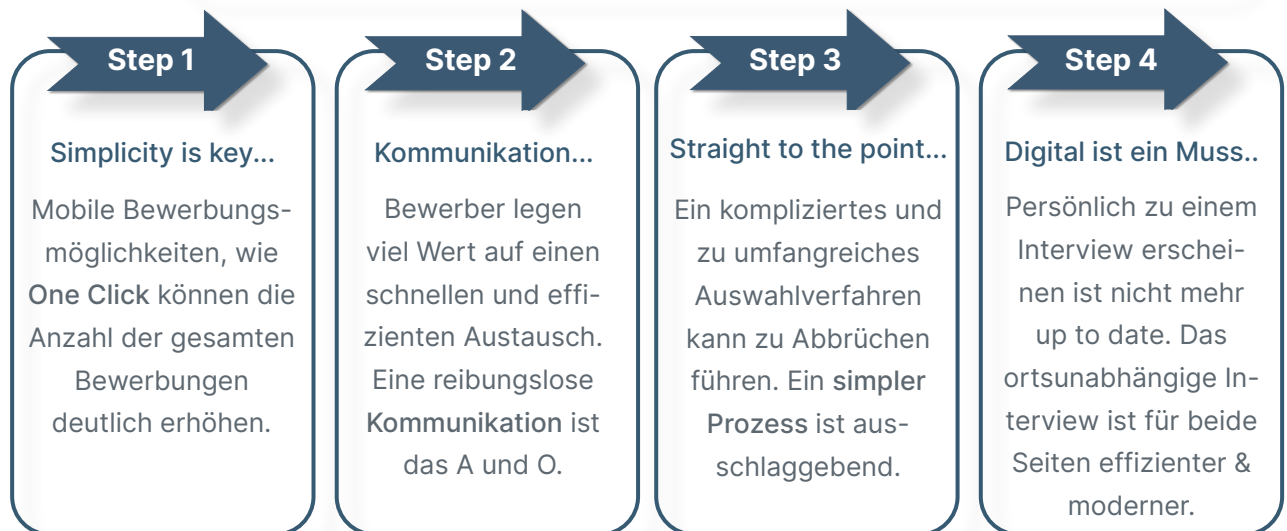 Step 1
Simplicity is key...
Mobile Bewerbungs-
möglichkeiten, wie
One Click können die
Anzahl der gesamten
Bewerbungen
deutlich erhöhen.
Step 2
Kommunikation...
Bewerber legen
viel Wert auf einen
schnellen und effi-
zienten Austausch.
Eine reibungslose
Kommunikation ist
das A und O.
Step 3
Straight to the point...
Ein kompliziertes und
zu umfangreiches
Auswahlverfahren
kann zu Abbrüchen
führen. Ein simpler
Prozess ist aus-
schlaggebend.
Step 4
Digital ist ein Muss..
Persönlich zu einem
Interview erschei-
nen ist nicht mehr
up to date. Das
ortsunabhängige In-
terview ist für beide
Seiten effizienter &
moderner.